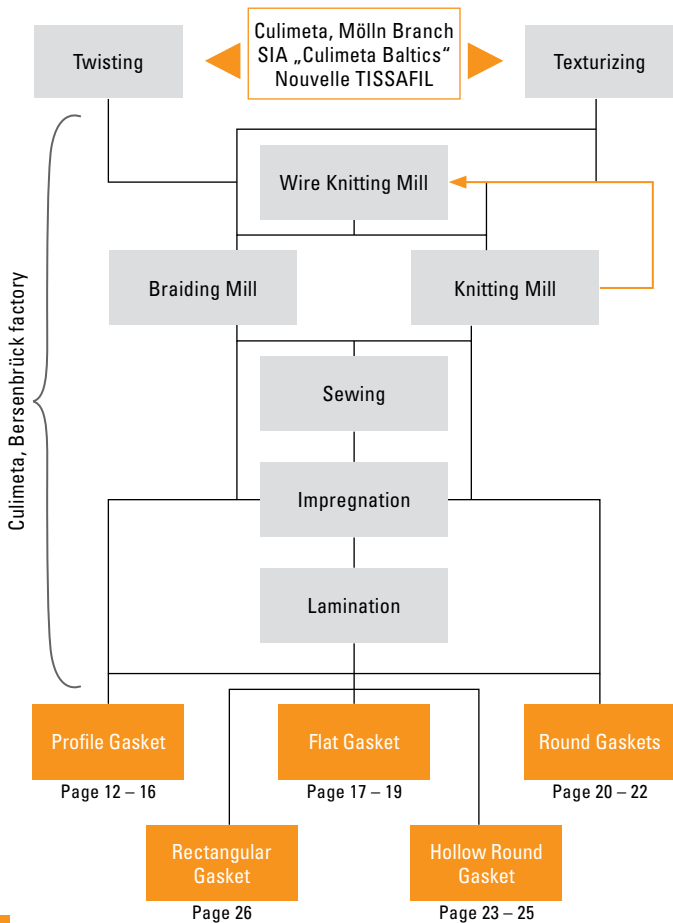 Twisting
Culimeta, Mölln Branch
SIA „Culimeta Baltics“
Nouvelle TISSAFIL
Texturizing
Culimeta, Bersenbrück factory
Wire Knitting Mill
Braiding Mill
Knitting Mill
Sewing
Impregnation
Lamination
Profile Gasket
Page 12 – 16
Flat Gasket
Page 17 – 19
Round Gaskets
Page 20 – 22
Rectangular
Gasket
Page 26
Hollow Round
Gasket
Page 23 – 25